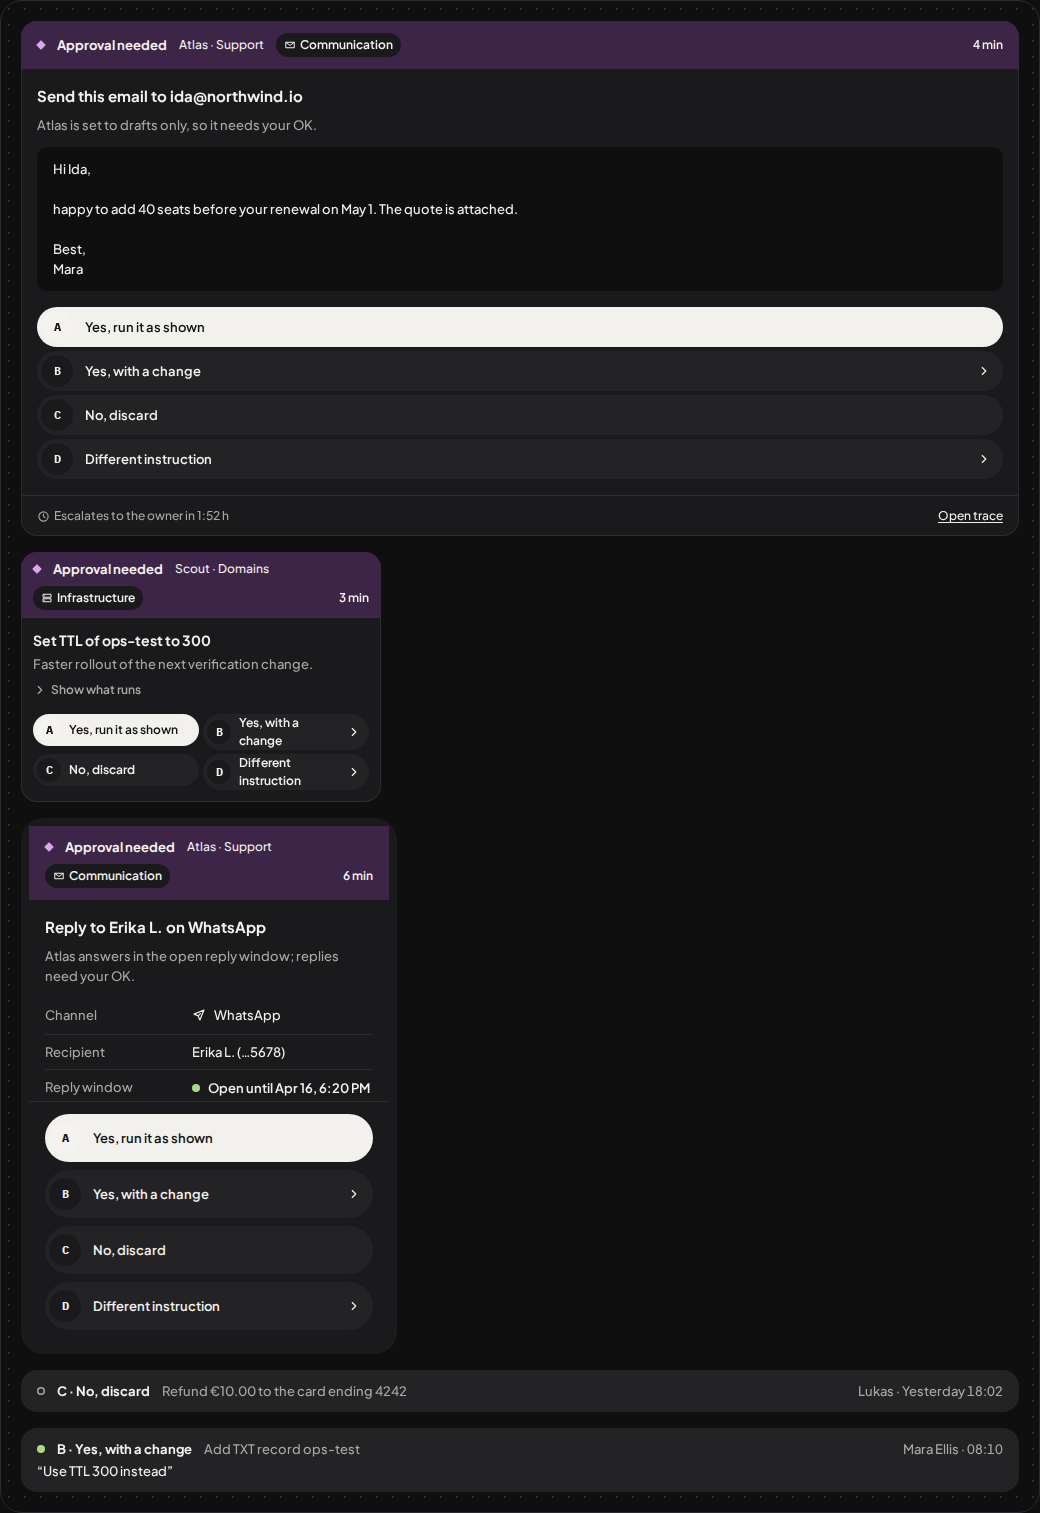 Approval needed Atlas · Support Communication 4 min
Send this email to ida@northwind.io
Atlas is set to drafts only, so it needs your OK.
Hi Ida,
happy to add 40 seats before your renewal on May 1. The quote is attached.
Best,
Mara
A Yes, run it as shown
B Yes, with a change
C No, discard
D Different instruction
Escalates to the owner in 1:52 h Open trace
Approval needed Scout · Domains
Infrastructure 3 min
Set TTL of ops-test to 300
Faster rollout of the next verification change.
Show what runs
A Yes, run it as shown
B Yes, with a
change
C No, discard
D Different
instruction
Approval needed Atlas · Support
Communication 6 min
Reply to Erika L. on WhatsApp
Atlas answers in the open reply window; replies
need your OK.
Channel WhatsApp
Recipient Erika L. (…5678)
Reply window Open until Apr 16, 6:20 PM
A Yes, run it as shown
B Yes, with a change
C No, discard
D Different instruction
C · No, discard Refund €10.00 to the card ending 4242 Lukas · Yesterday 18:02
B · Yes, with a change Add TXT record ops-test Mara Ellis · 08:10
“Use TTL 300 instead”